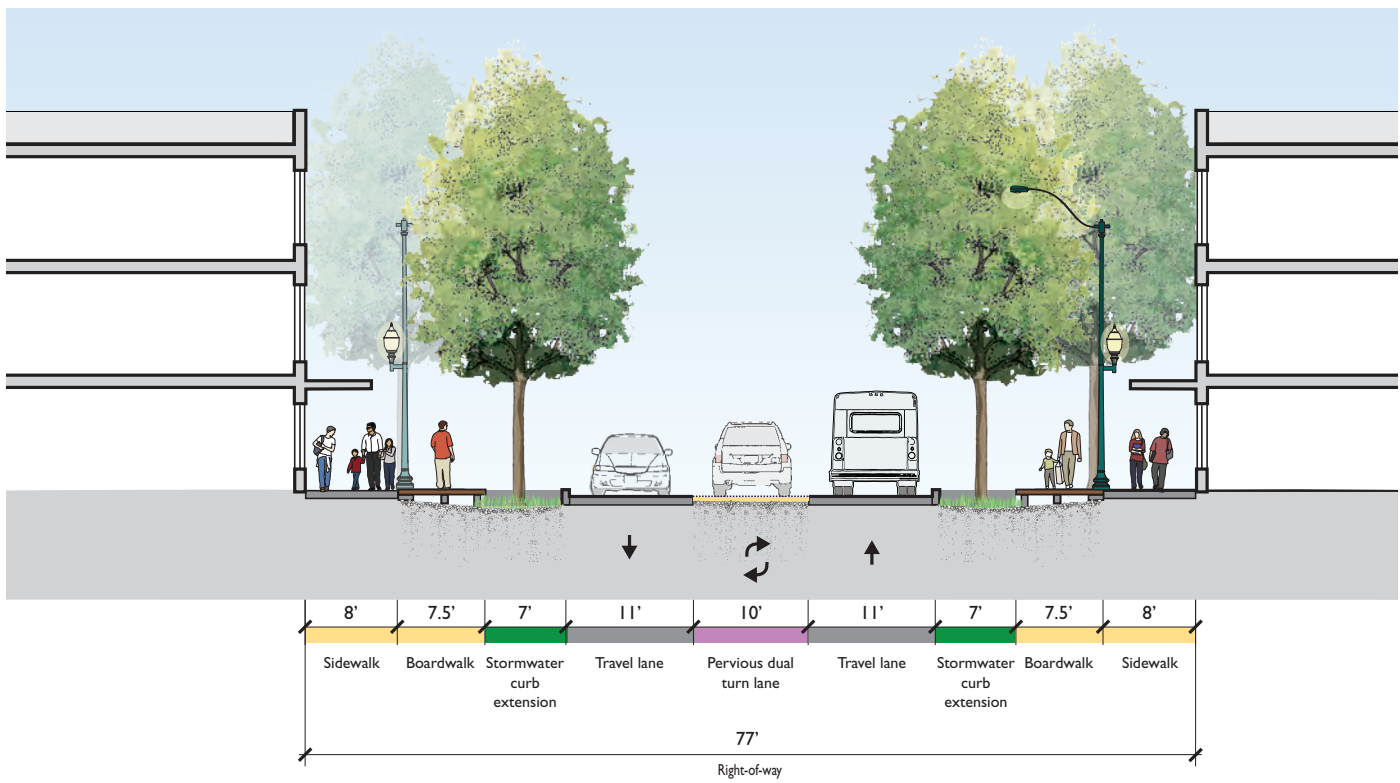 8' 7.5' 7' 11' 10' 11' 7' 7.5' 8'
Sidewalk Boardwalk Stormwater Travel lane Pervious dual Travel lane Stormwater Boardwalk Sidewalk
curb turn lane curb
extension extension
77'
Right-of-way